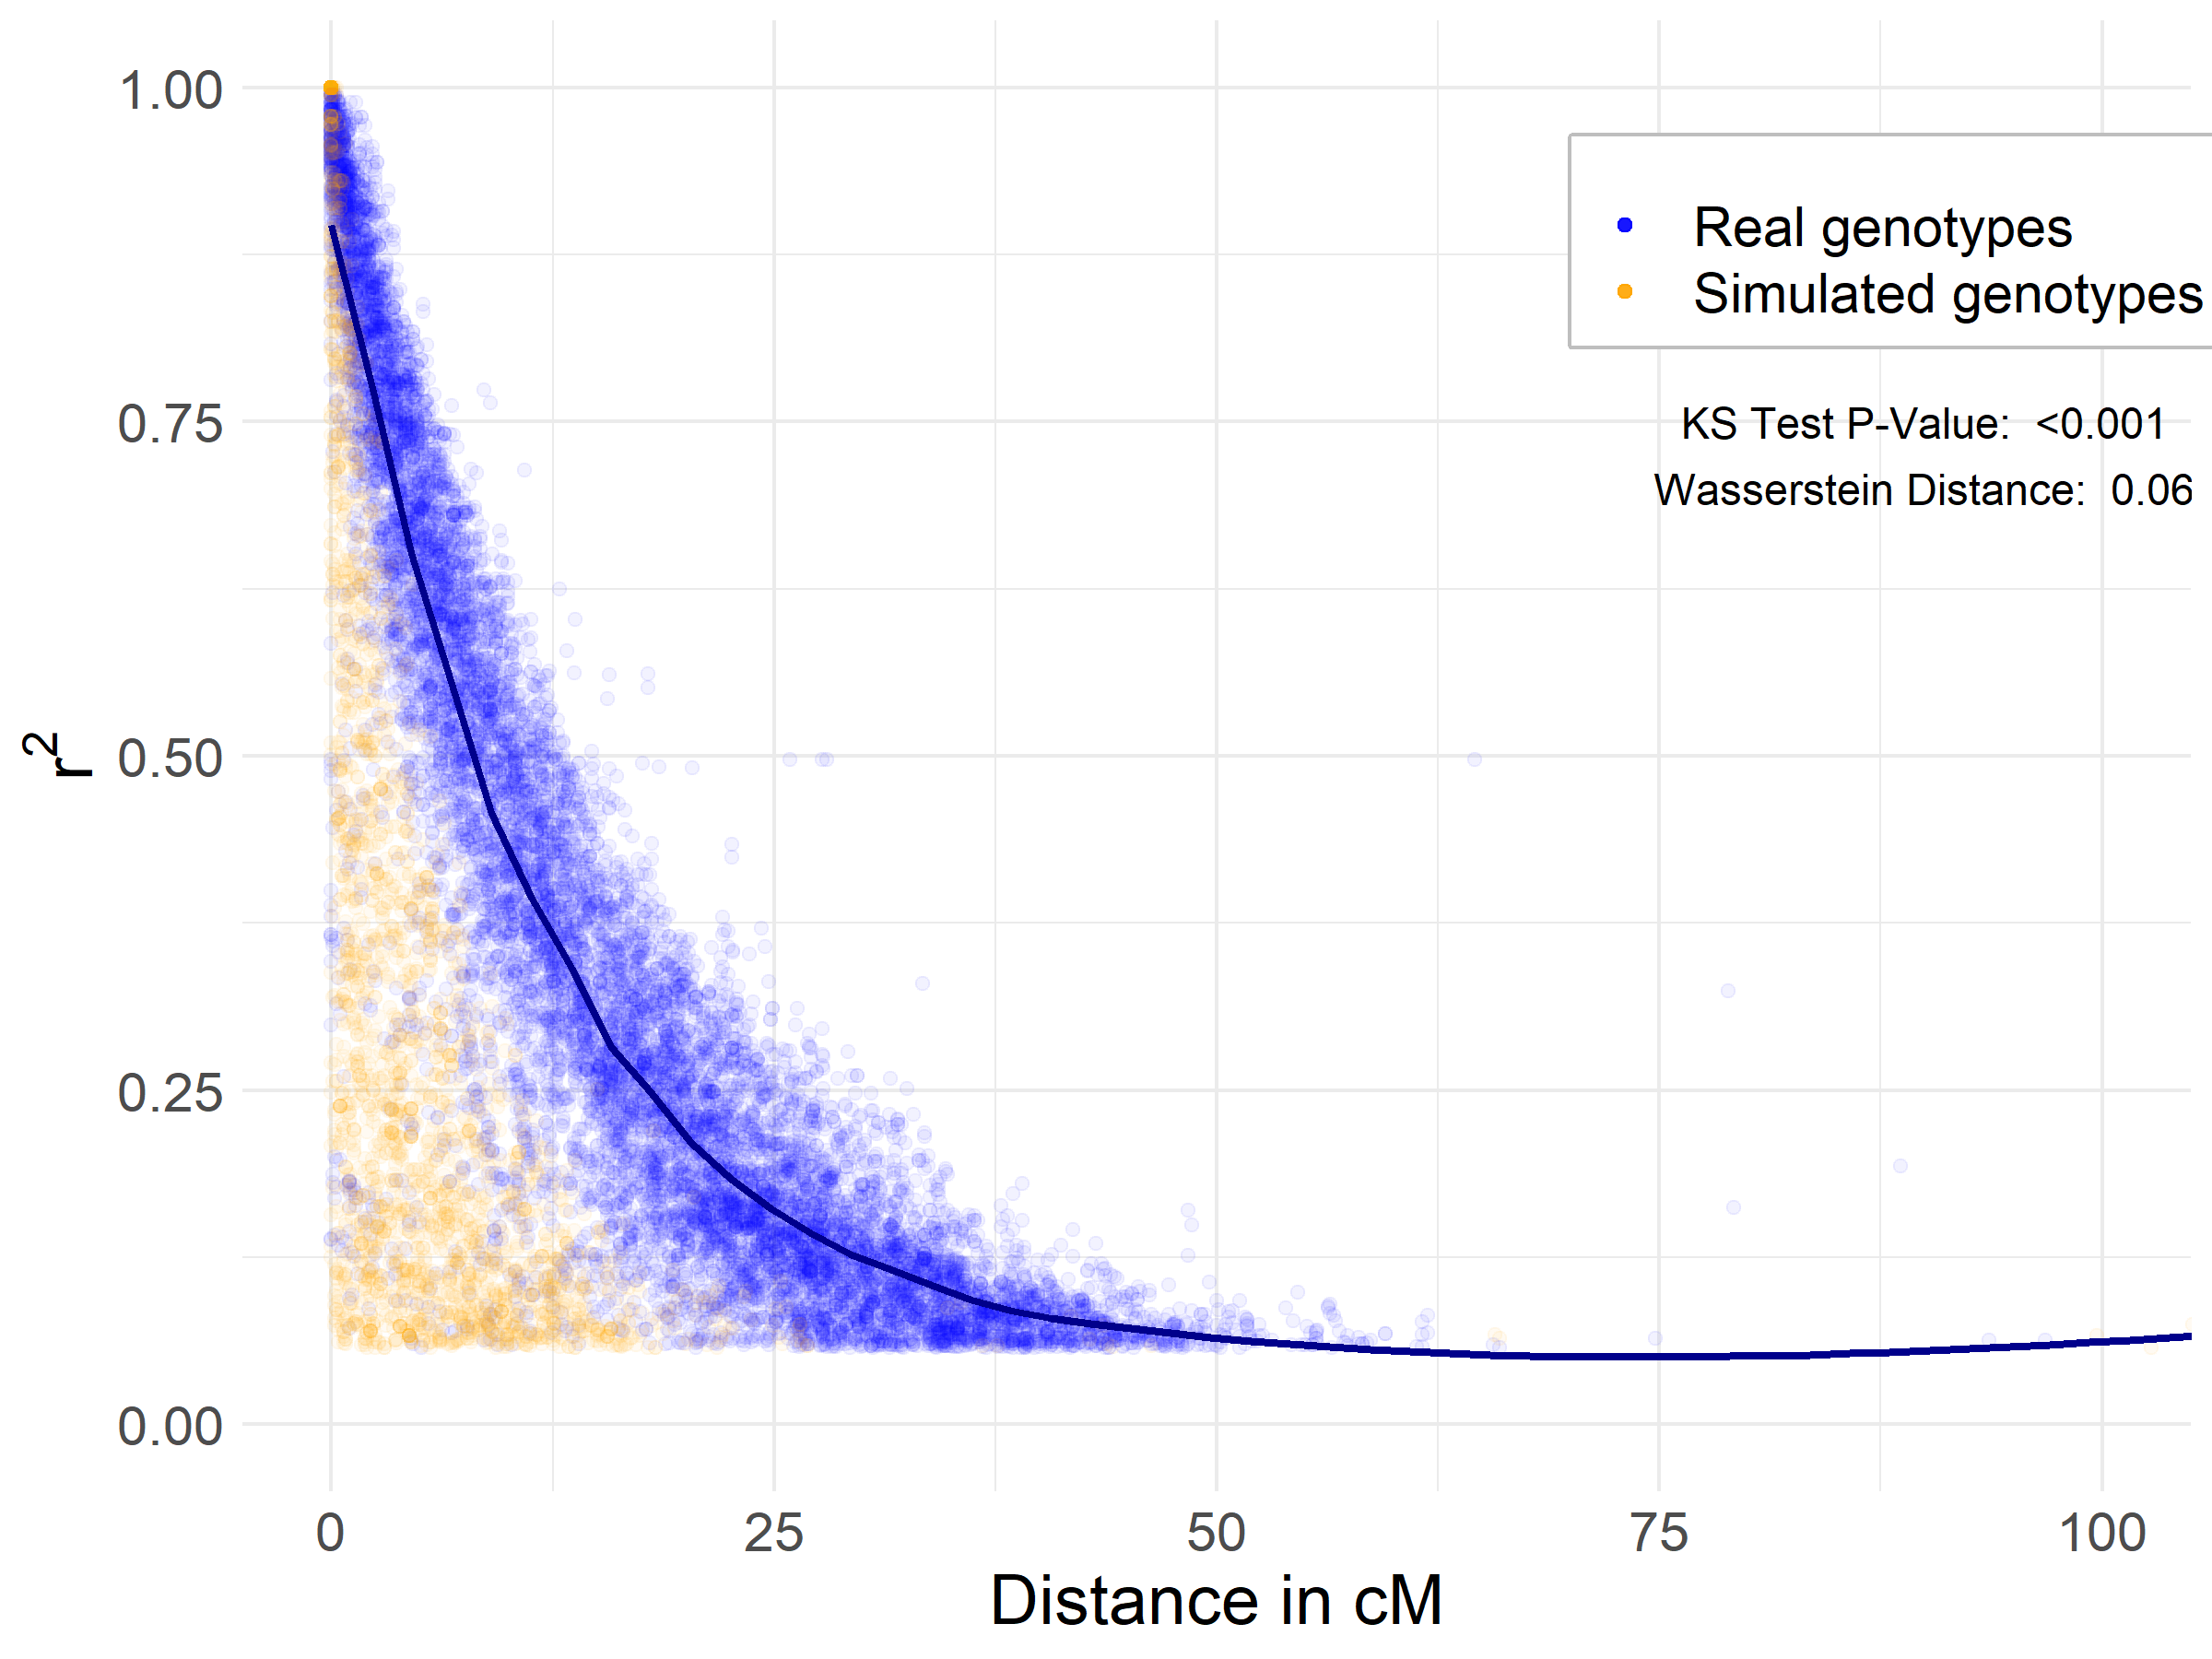 1.00
0.75
0.50
0.25
0.00
r²
0
25
50
75
100
Distance in cM
Real genotypes
Simulated genotypes
KS Test P-Value: <0.001
Wasserstein Distance: 0.06